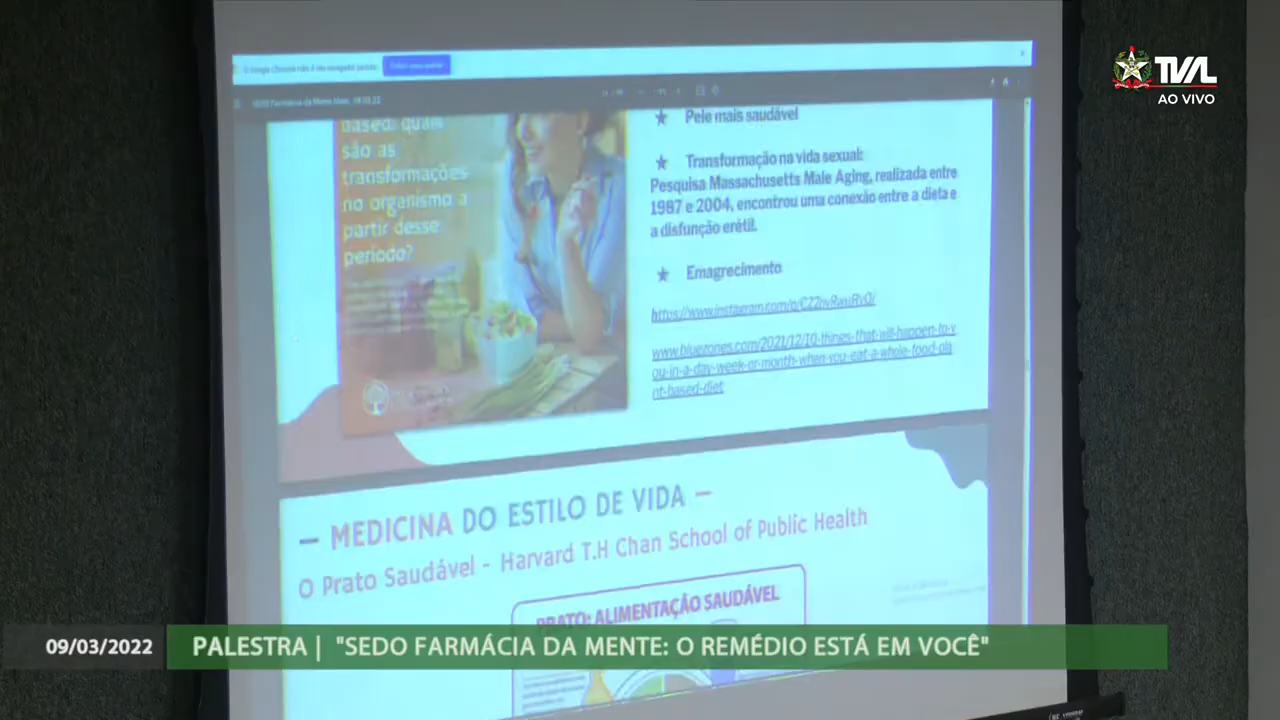 TVAL
AO VIVO
based: quais
são as
transformações
no organismo a
partir desse
período?
★ Pele mais saudável
★ Transformação na vida sexual:
Pesquisa Massachusetts Male Aging, realizada entre
1987 e 2004, encontrou uma conexão entre a dieta e
a disfunção erétil.
★ Emagrecimento
https://www.instagram.com/p/
www.bluezones.com/2021/12/10-things-that-will-happen-to-y
ou-in-a-day-week-or-month-when-you-eat-a-whole-food-pla
nt-based-diet
— MEDICINA DO ESTILO DE VIDA —
O Prato Saudável - Harvard T.H Chan School of Public Health
PRATO: ALIMENTAÇÃO SAUDÁVEL
09/03/2022
PALESTRA | "SEDO FARMÁCIA DA MENTE: O REMÉDIO ESTÁ EM VOCÊ"